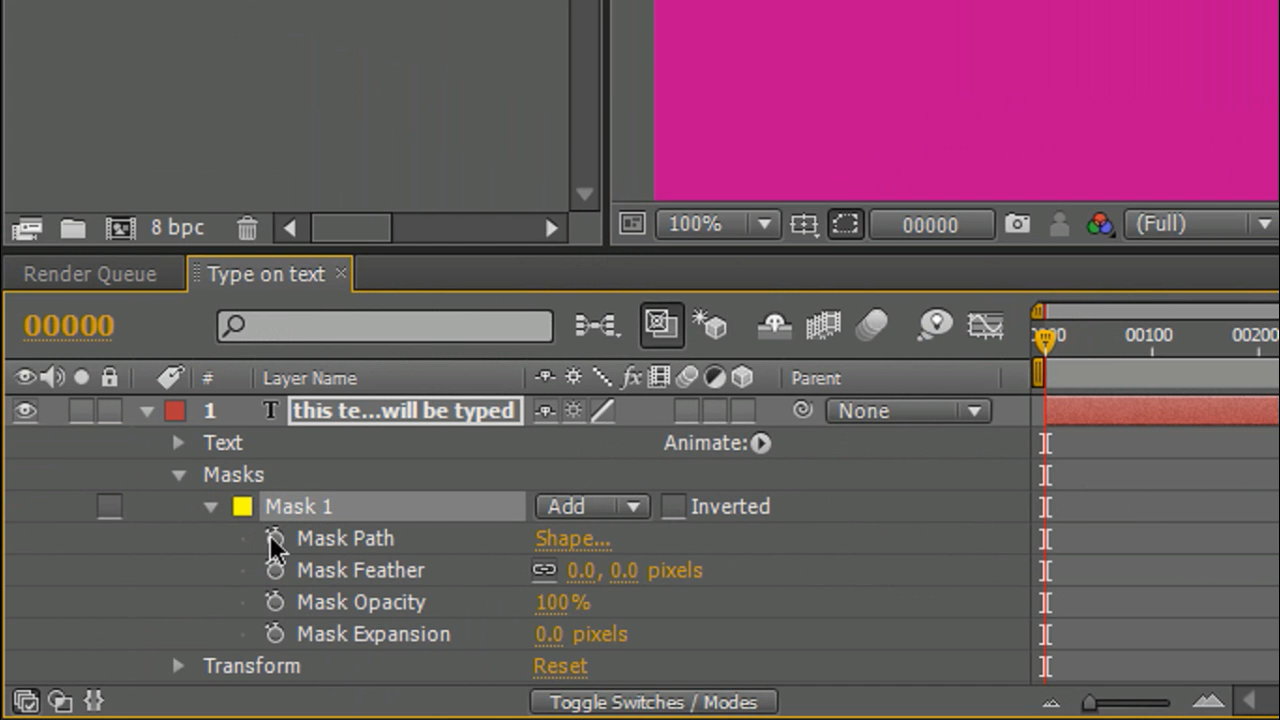 8 bpc
100%
00000
(Full)
Render Queue
Type on text
00000
00100
00200
#
Layer Name
fx
Parent
1
T
this te...will be typed
None
Text
Animate:
Masks
Mask 1
Add
Inverted
Mask Path
Shape...
Mask Feather
0.0, 0.0 pixels
Mask Opacity
100%
Mask Expansion
0.0 pixels
Transform
Reset
Toggle Switches / Modes